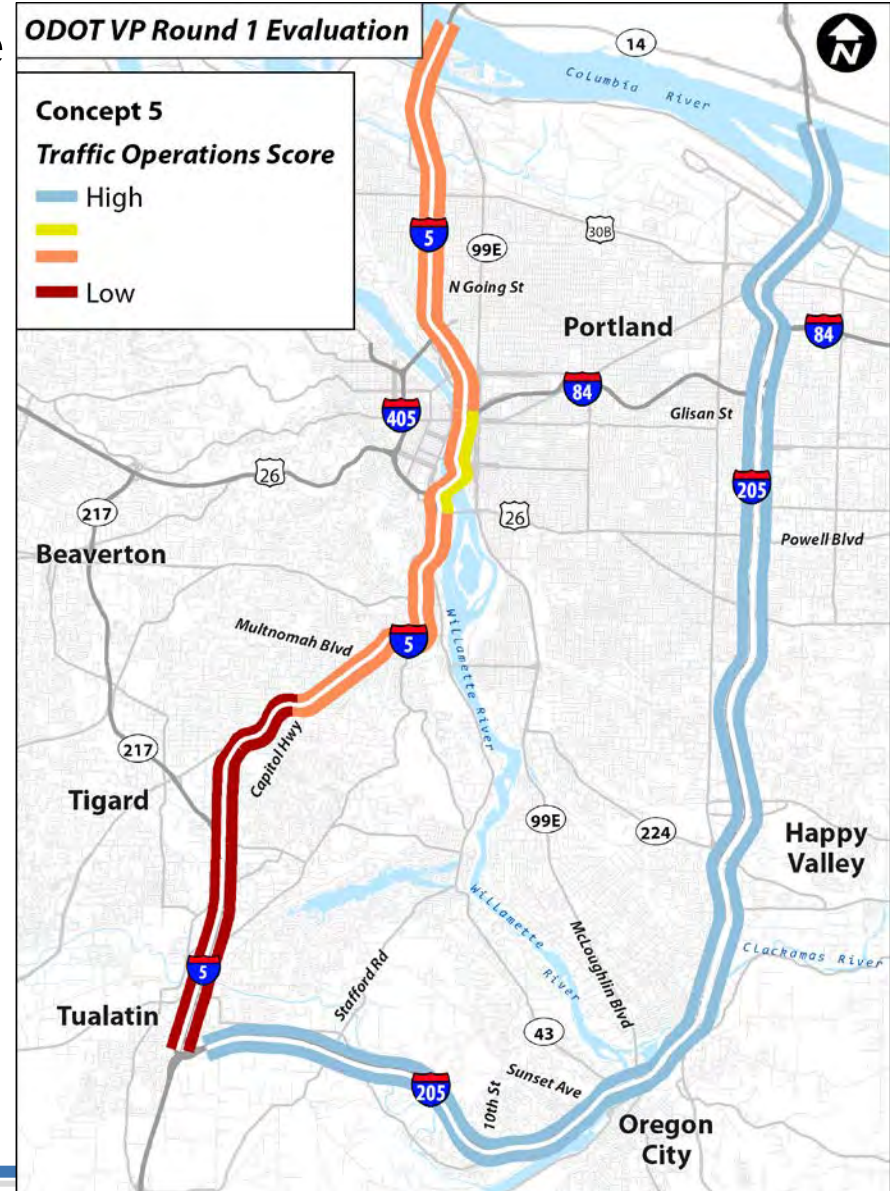 e
ODOT VP Round 1 Evaluation
Concept 5
Traffic Operations Score
High
Low
N
14
Columbia River
5
99E
30B
N Going St
Portland
84
84
405
Glisan St
26
205
217
26
Powell Blvd
Beaverton
Multnomah Blvd
5
Willamette River
217
Capitol Hwy
Tigard
99E
224
Happy
Valley
Willamette
River
McLoughlin Blvd
Clackamas River
5
Stafford Rd
Tualatin
43
Sunset Ave
10th St
205
Oregon
City